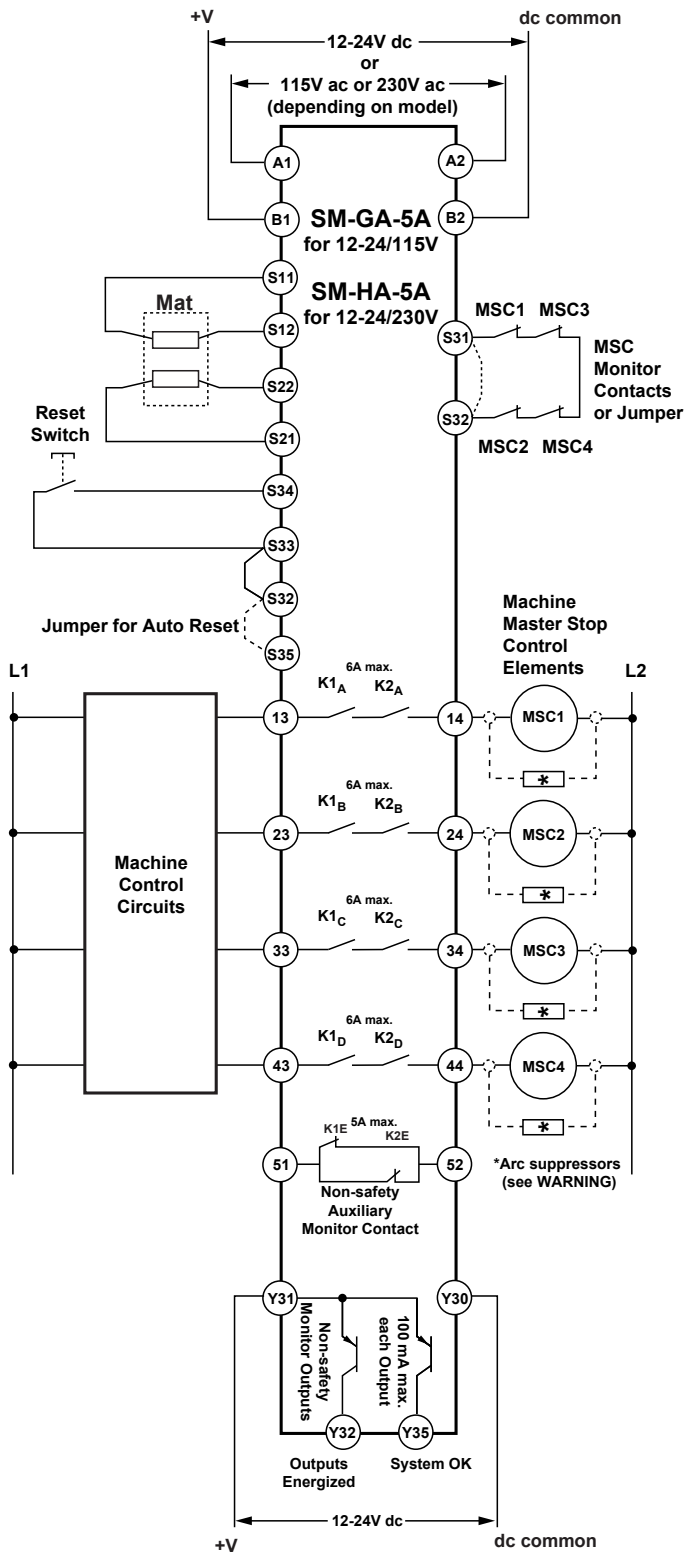 +V
dc common
12-24V dc
or
115V ac or 230V ac
(depending on model)
A1
A2
B1
B2
SM-GA-5A
for 12-24/115V
S11
SM-HA-5A
for 12-24/230V
Mat
S12
S22
S21
S31
MSC1 MSC3
MSC
Monitor
Contacts
or Jumper
S32
MSC2 MSC4
Reset
Switch
S34
S33
S32
Jumper for Auto Reset
S35
Machine
Master Stop
Control
Elements
L1
L2
6A max.
K1A K2A
13
14
MSC1
*
6A max.
K1B K2B
23
24
MSC2
*
Machine
Control
Circuits
6A max.
K1C K2C
33
34
MSC3
*
6A max.
K1D K2D
43
44
MSC4
*
5A max.
K1E K2E
51
52
Non-safety
Auxiliary
Monitor Contact
*Arc suppressors
(see WARNING)
Y31
Y30
Non-safety
Monitor Outputs
100 mA max.
each Output
Y32
Y35
Outputs
Energized
System OK
12-24V dc
+V
dc common